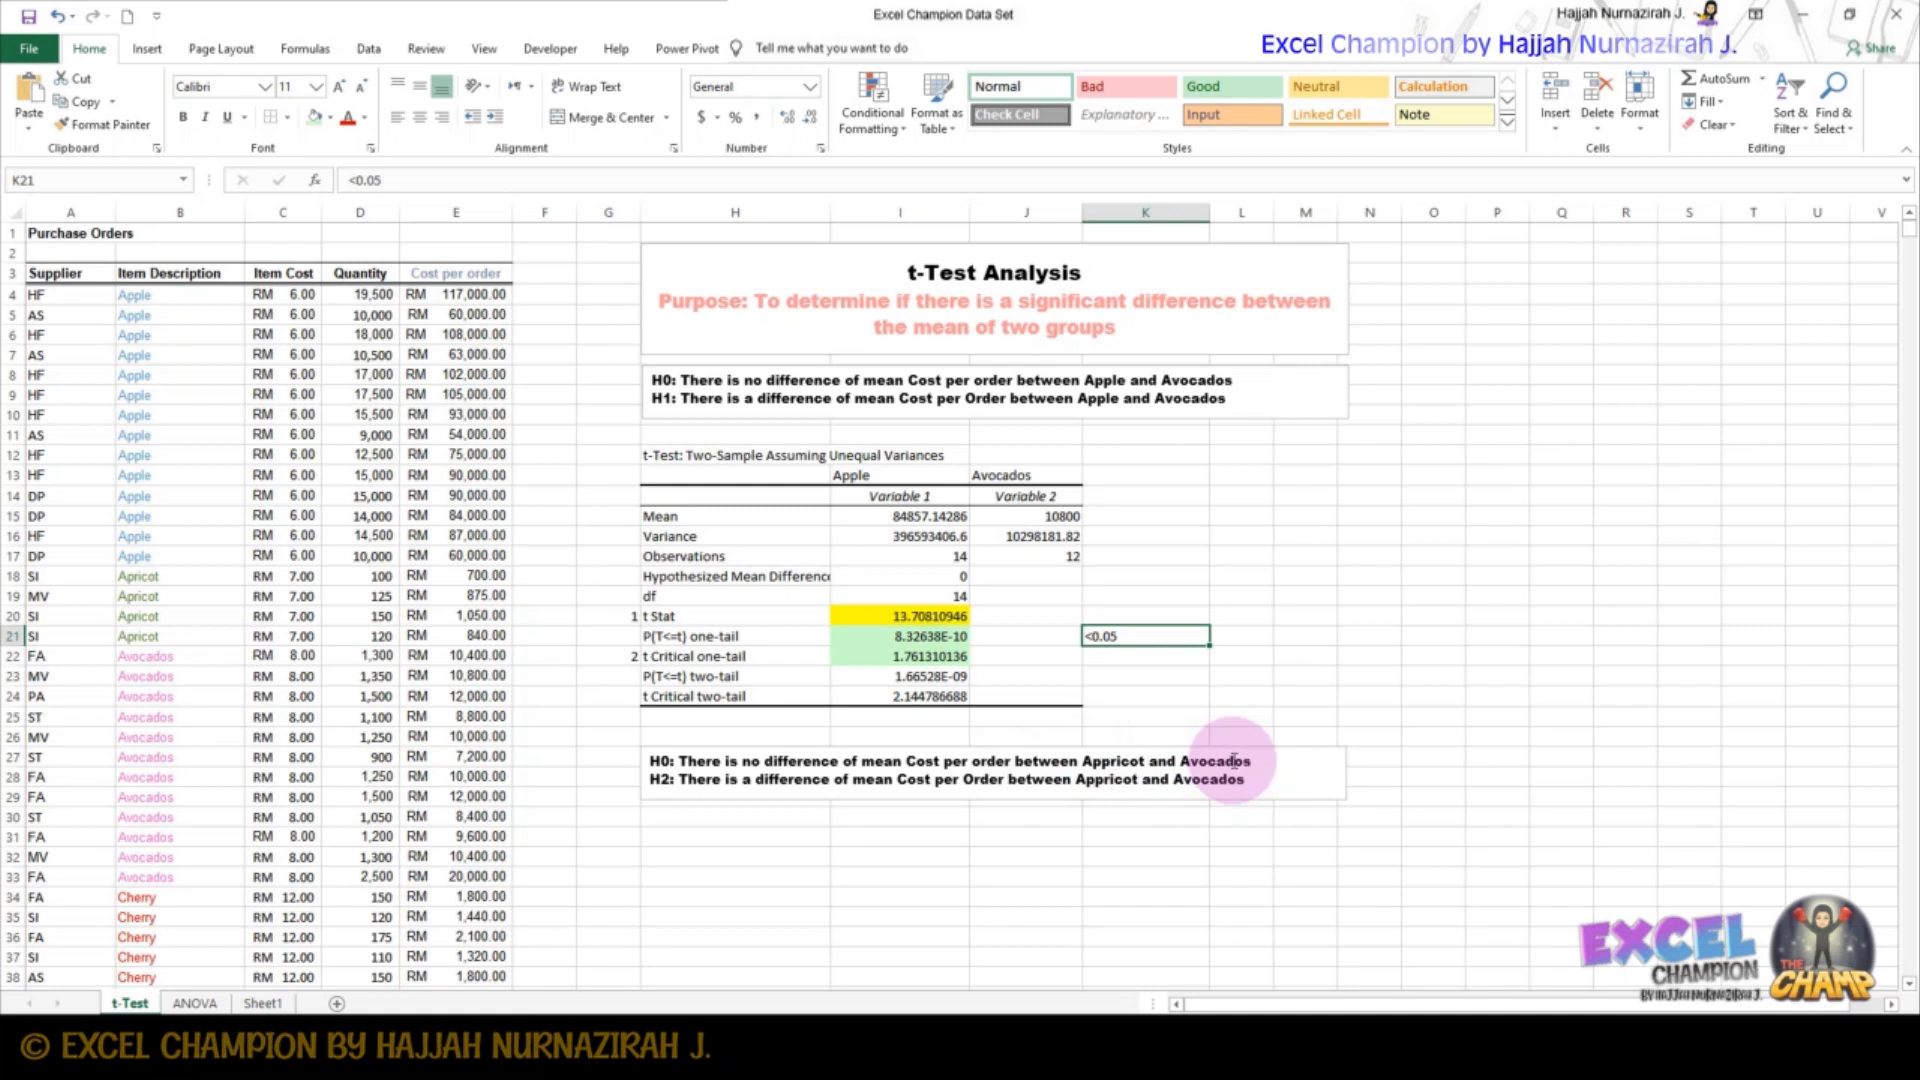 Excel Champion Data Set
Hajjah Nurnazirah J.
Excel Champion by Hajjah Nurnazirah J.
File Home Insert Page Layout Formulas Data Review View Developer Help Power Pivot Tell me what you want to do Share
Paste Cut Copy Format Painter
Calibri 11
B I U A
Wrap Text
Merge & Center
General
$ % ,
Conditional Formatting
Format as Table
Normal Bad Good Neutral Calculation
Check Cell Explanatory ... Input Linked Cell Note
Insert Delete Format
AutoSum Fill Clear
Sort & Filter
Find & Select
Clipboard Font Alignment Number Styles Cells Editing
K21 fx <0.05
A B C D E F G H I J K L M N O P Q R S T U V
1 Purchase Orders
2
3 Supplier Item Description Item Cost Quantity Cost per order
4 HF Apple RM 6.00 19,500 RM 117,000.00
5 AS Apple RM 6.00 10,000 RM 60,000.00
6 HF Apple RM 6.00 18,000 RM 108,000.00
7 AS Apple RM 6.00 10,500 RM 63,000.00
8 HF Apple RM 6.00 17,000 RM 102,000.00
9 HF Apple RM 6.00 17,500 RM 105,000.00
10 HF Apple RM 6.00 15,500 RM 93,000.00
11 AS Apple RM 6.00 9,000 RM 54,000.00
12 HF Apple RM 6.00 12,500 RM 75,000.00
13 HF Apple RM 6.00 15,000 RM 90,000.00
14 DP Apple RM 6.00 15,000 RM 90,000.00
15 DP Apple RM 6.00 14,000 RM 84,000.00
16 HF Apple RM 6.00 14,500 RM 87,000.00
17 DP Apple RM 6.00 10,000 RM 60,000.00
18 SI Apricot RM 7.00 100 RM 700.00
19 MV Apricot RM 7.00 125 RM 875.00
20 SI Apricot RM 7.00 150 RM 1,050.00
21 SI Apricot RM 7.00 120 RM 840.00
22 FA Avocados RM 8.00 1,300 RM 10,400.00
23 MV Avocados RM 8.00 1,350 RM 10,800.00
24 PA Avocados RM 8.00 1,500 RM 12,000.00
25 ST Avocados RM 8.00 1,100 RM 8,800.00
26 MV Avocados RM 8.00 1,250 RM 10,000.00
27 ST Avocados RM 8.00 900 RM 7,200.00
28 FA Avocados RM 8.00 1,250 RM 10,000.00
29 FA Avocados RM 8.00 1,500 RM 12,000.00
30 ST Avocados RM 8.00 1,050 RM 8,400.00
31 FA Avocados RM 8.00 1,200 RM 9,600.00
32 MV Avocados RM 8.00 1,300 RM 10,400.00
33 FA Avocados RM 8.00 2,500 RM 20,000.00
34 FA Cherry RM 12.00 150 RM 1,800.00
35 SI Cherry RM 12.00 120 RM 1,440.00
36 FA Cherry RM 12.00 175 RM 2,100.00
37 SI Cherry RM 12.00 110 RM 1,320.00
38 AS Cherry RM 12.00 150 RM 1,800.00
t-Test Analysis
Purpose: To determine if there is a significant difference between
the mean of two groups
H0: There is no difference of mean Cost per order between Apple and Avocados
H1: There is a difference of mean Cost per Order between Apple and Avocados
t-Test: Two-Sample Assuming Unequal Variances
Apple Avocados
Variable 1 Variable 2
Mean 84857.14286 10800
Variance 396593406.6 10298181.82
Observations 14 12
Hypothesized Mean Difference 0
df 14
1 t Stat 13.70810946
P(T<=t) one-tail 8.32638E-10 <0.05
2 t Critical one-tail 1.761310136
P(T<=t) two-tail 1.66528E-09
t Critical two-tail 2.144786688
H0: There is no difference of mean Cost per order between Appricot and Avocados
H2: There is a difference of mean Cost per Order between Appricot and Avocados
EXCEL
CHAMPION
BY HAJJAH NURNAZIRAH J.
THE
CHAMP
t-Test ANOVA Sheet1
© EXCEL CHAMPION BY HAJJAH NURNAZIRAH J.